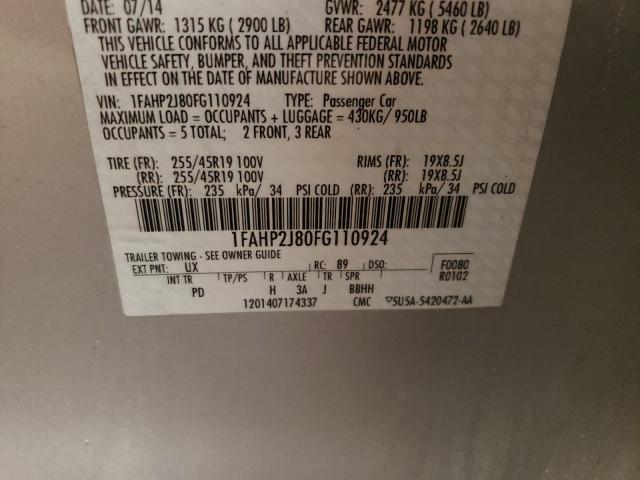 DATE: 07/14 GVWR: 2477 KG ( 5460 LB)
FRONT GAWR: 1315 KG ( 2900 LB) REAR GAWR: 1198 KG ( 2640 LB)
THIS VEHICLE CONFORMS TO ALL APPLICABLE FEDERAL MOTOR
VEHICLE SAFETY, BUMPER, AND THEFT PREVENTION STANDARDS
IN EFFECT ON THE DATE OF MANUFACTURE SHOWN ABOVE.
VIN: 1FAHP2J80FG110924 TYPE: Passenger Car
MAXIMUM LOAD = OCCUPANTS + LUGGAGE = 430KG/ 950LB
OCCUPANTS = 5 TOTAL; 2 FRONT, 3 REAR
TIRE (FR): 255/45R19 100V RIMS (FR): 19X8.5J
(RR): 255/45R19 100V (RR): 19X8.5J
PRESSURE (FR): 235 kPa/ 34 PSI COLD (RR): 235 kPa/ 34 PSI COLD
1FAHP2J80FG110924
TRAILER TOWING - SEE OWNER GUIDE
EXT PNT: UX RC: 89 DSO: F0080
INT TR TP/PS R AXLE TR SPR R0102
PD H 3A J BBHH
1201407174337 CMC ▽5U5A-5420472-AA